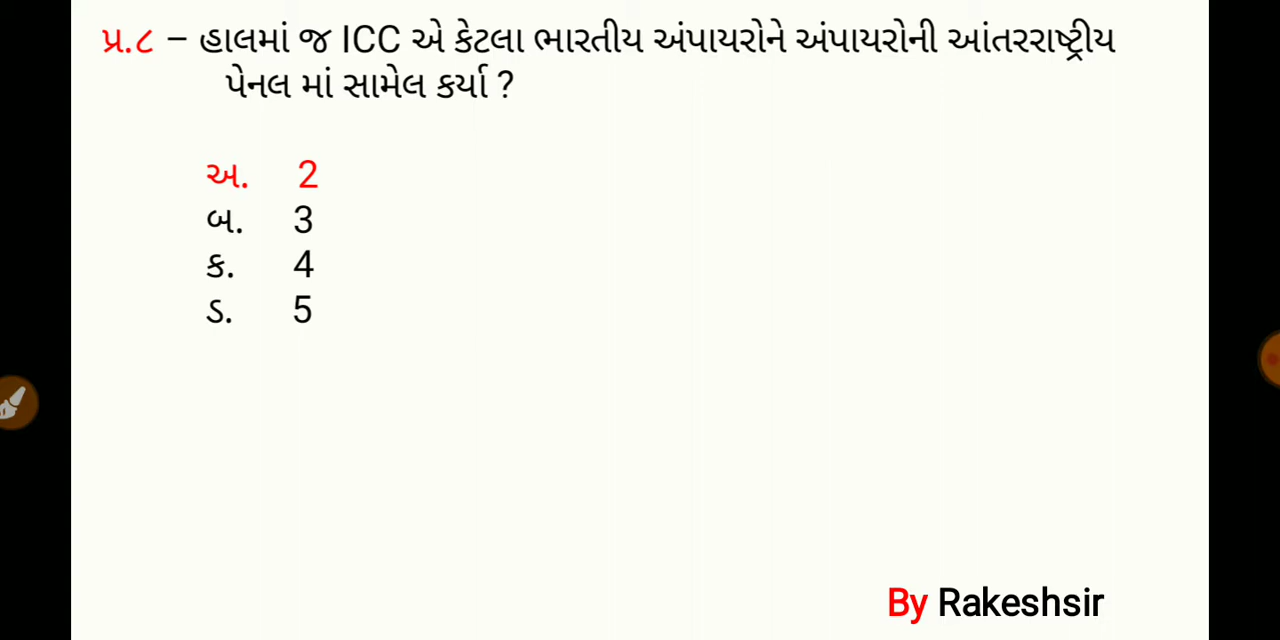 પ્ર.૮ – હાલમાં જ ICC એ કેટલા ભારતીય અંપાયરોને અંપાયરોની આંતરરાષ્ટ્રીય
પેનલ માં સામેલ કર્યા ?
અ. 2
બ. 3
ક. 4
ડ. 5
By Rakeshsir